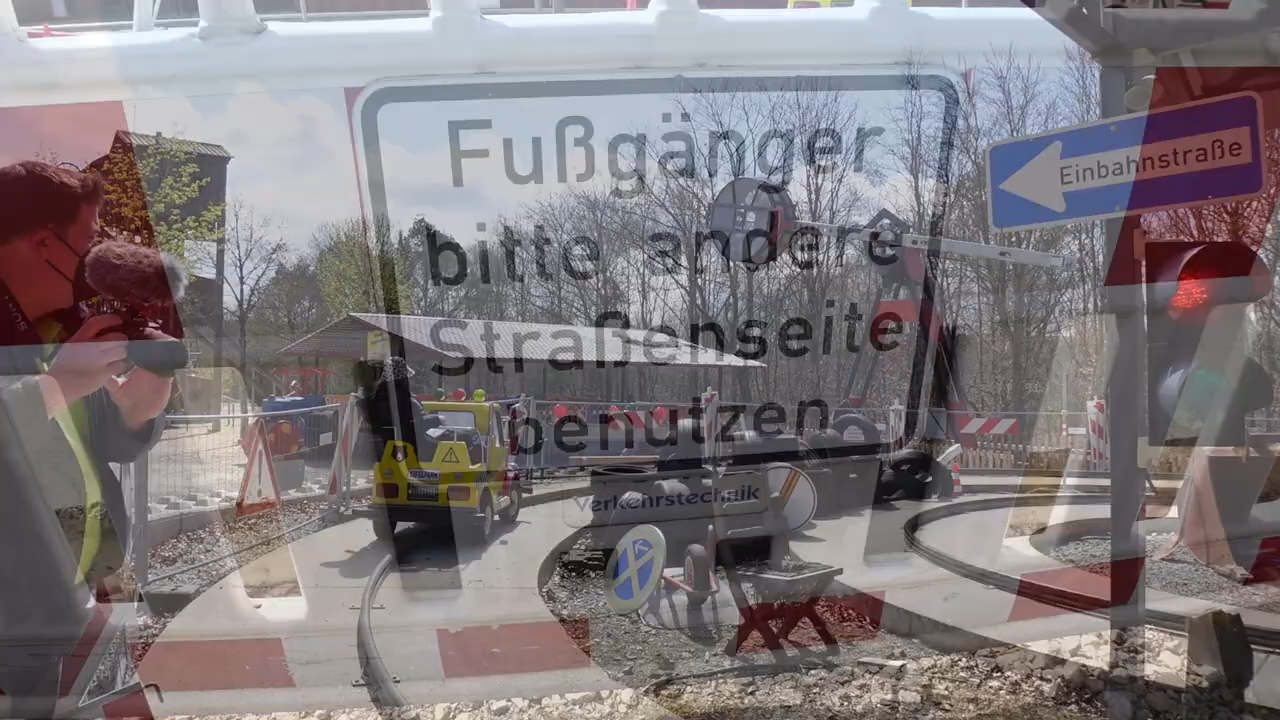 Fußgänger
bitte andere
Straßenseite
benutzen
Einbahnstraße
Verkehrstechnik